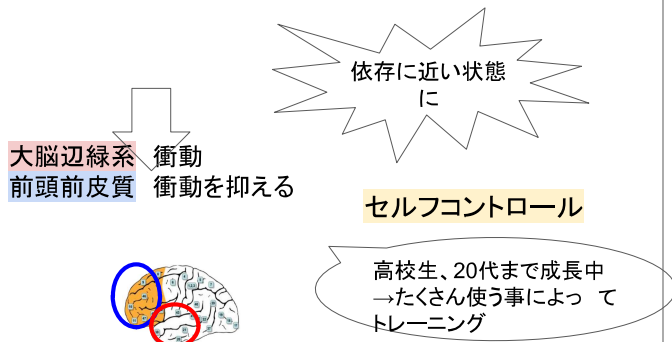 依存に近い状態
に
大脳辺縁系 衝動
前頭前皮質 衝動を抑える
セルフコントロール
高校生、20代まで成長中
→たくさん使う事によっ て
トレーニング